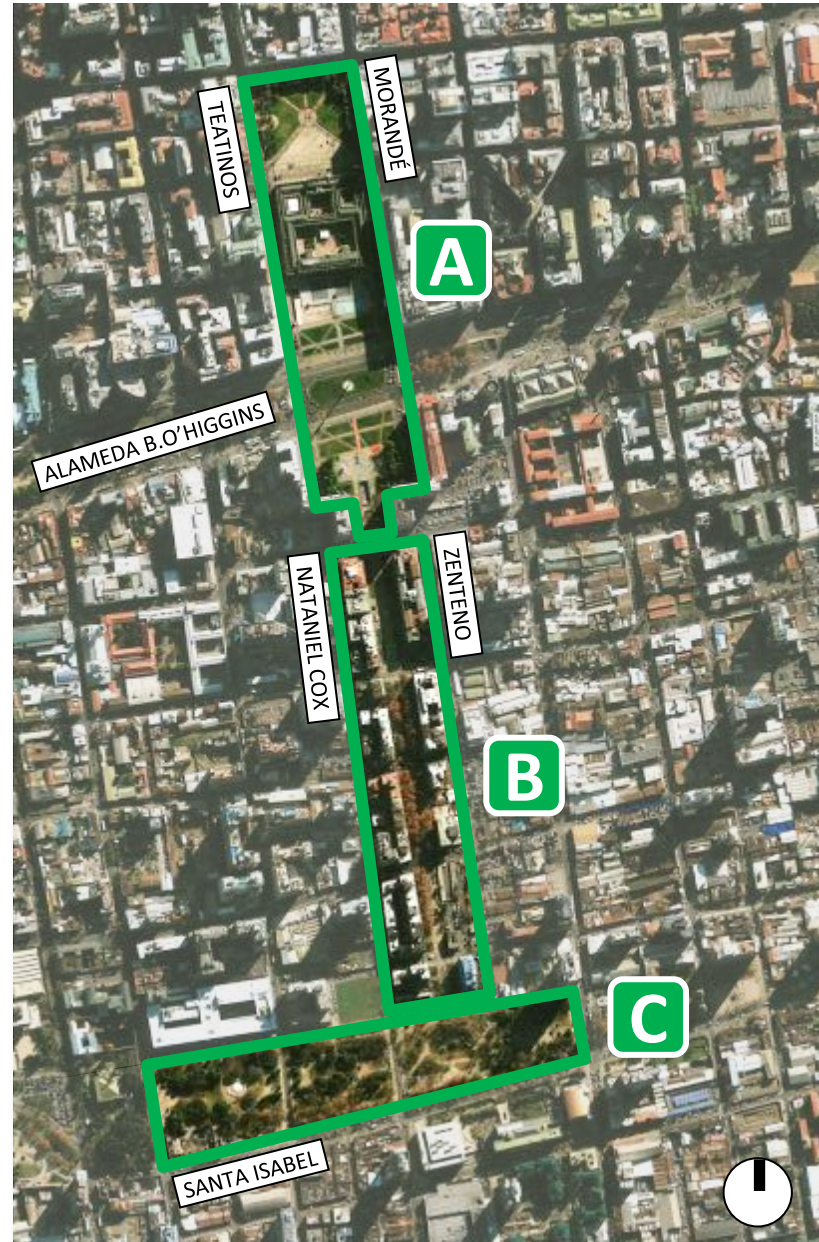 TEATINOS
MORANDÉ
A
ALAMEDA B.O'HIGGINS
NATANIEL COX
ZENTENO
B
C
SANTA ISABEL